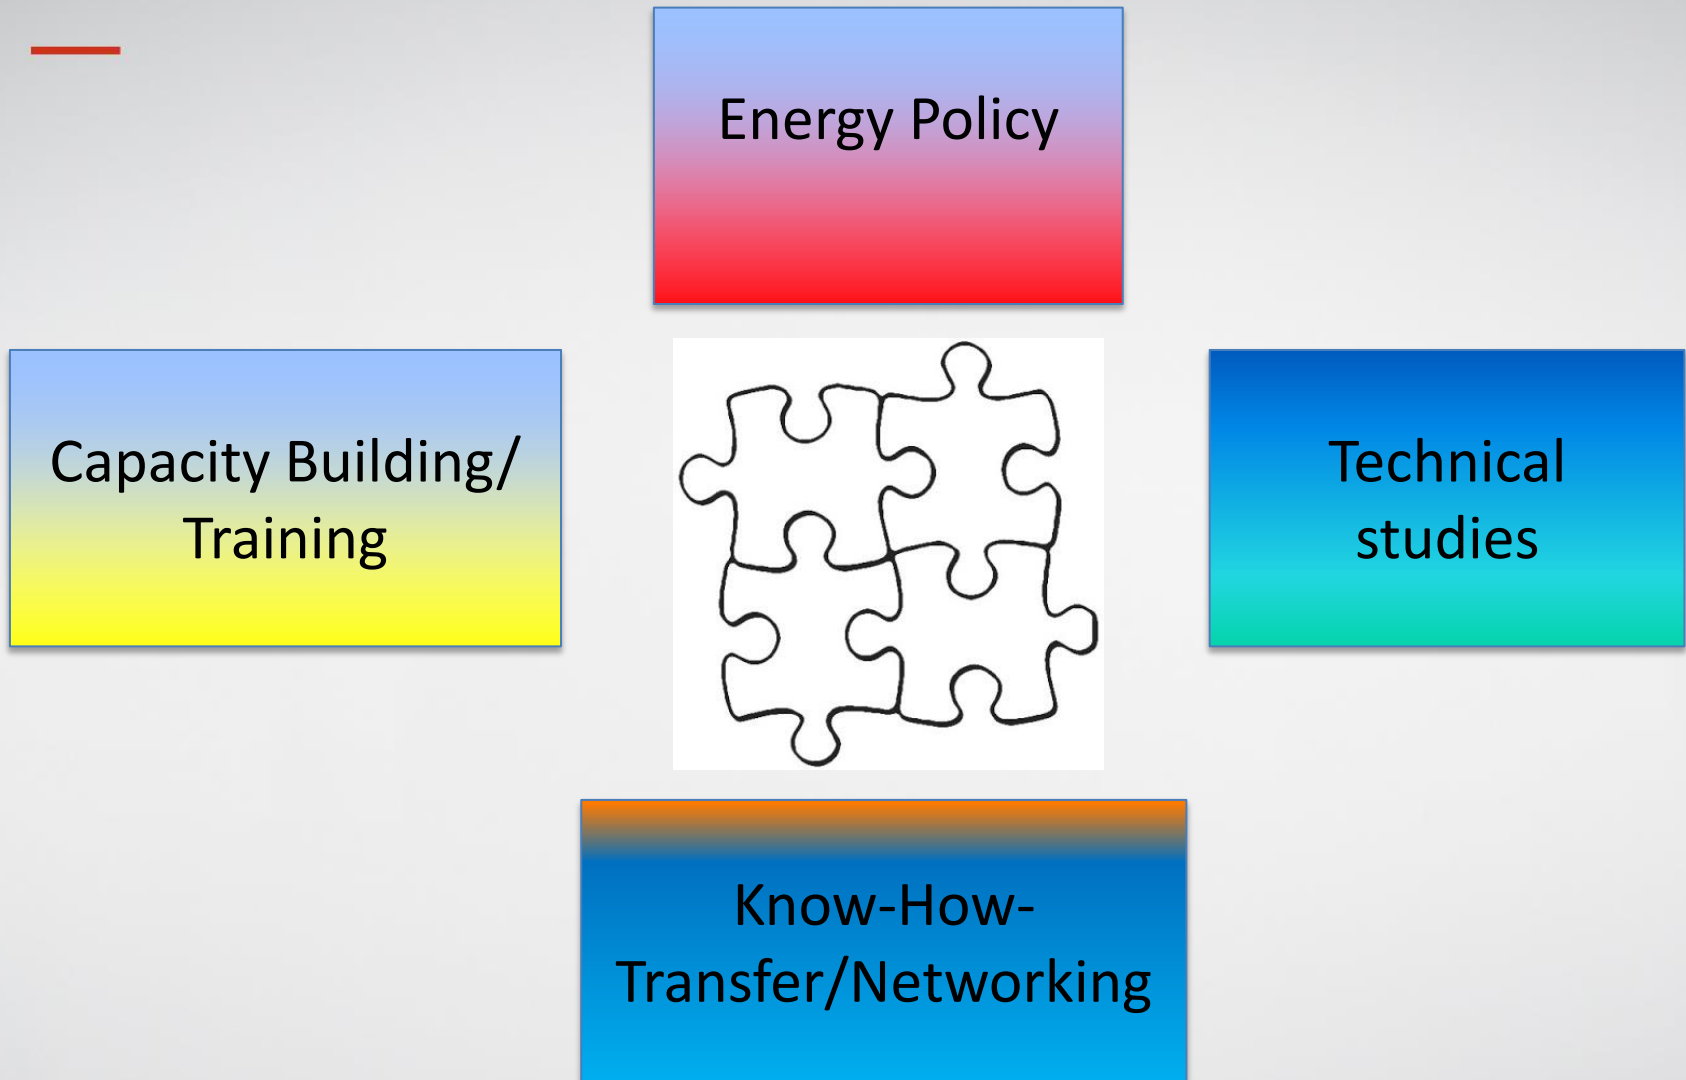 Energy Policy
Capacity Building/
Training
Technical
studies
Know-How-
Transfer/Networking